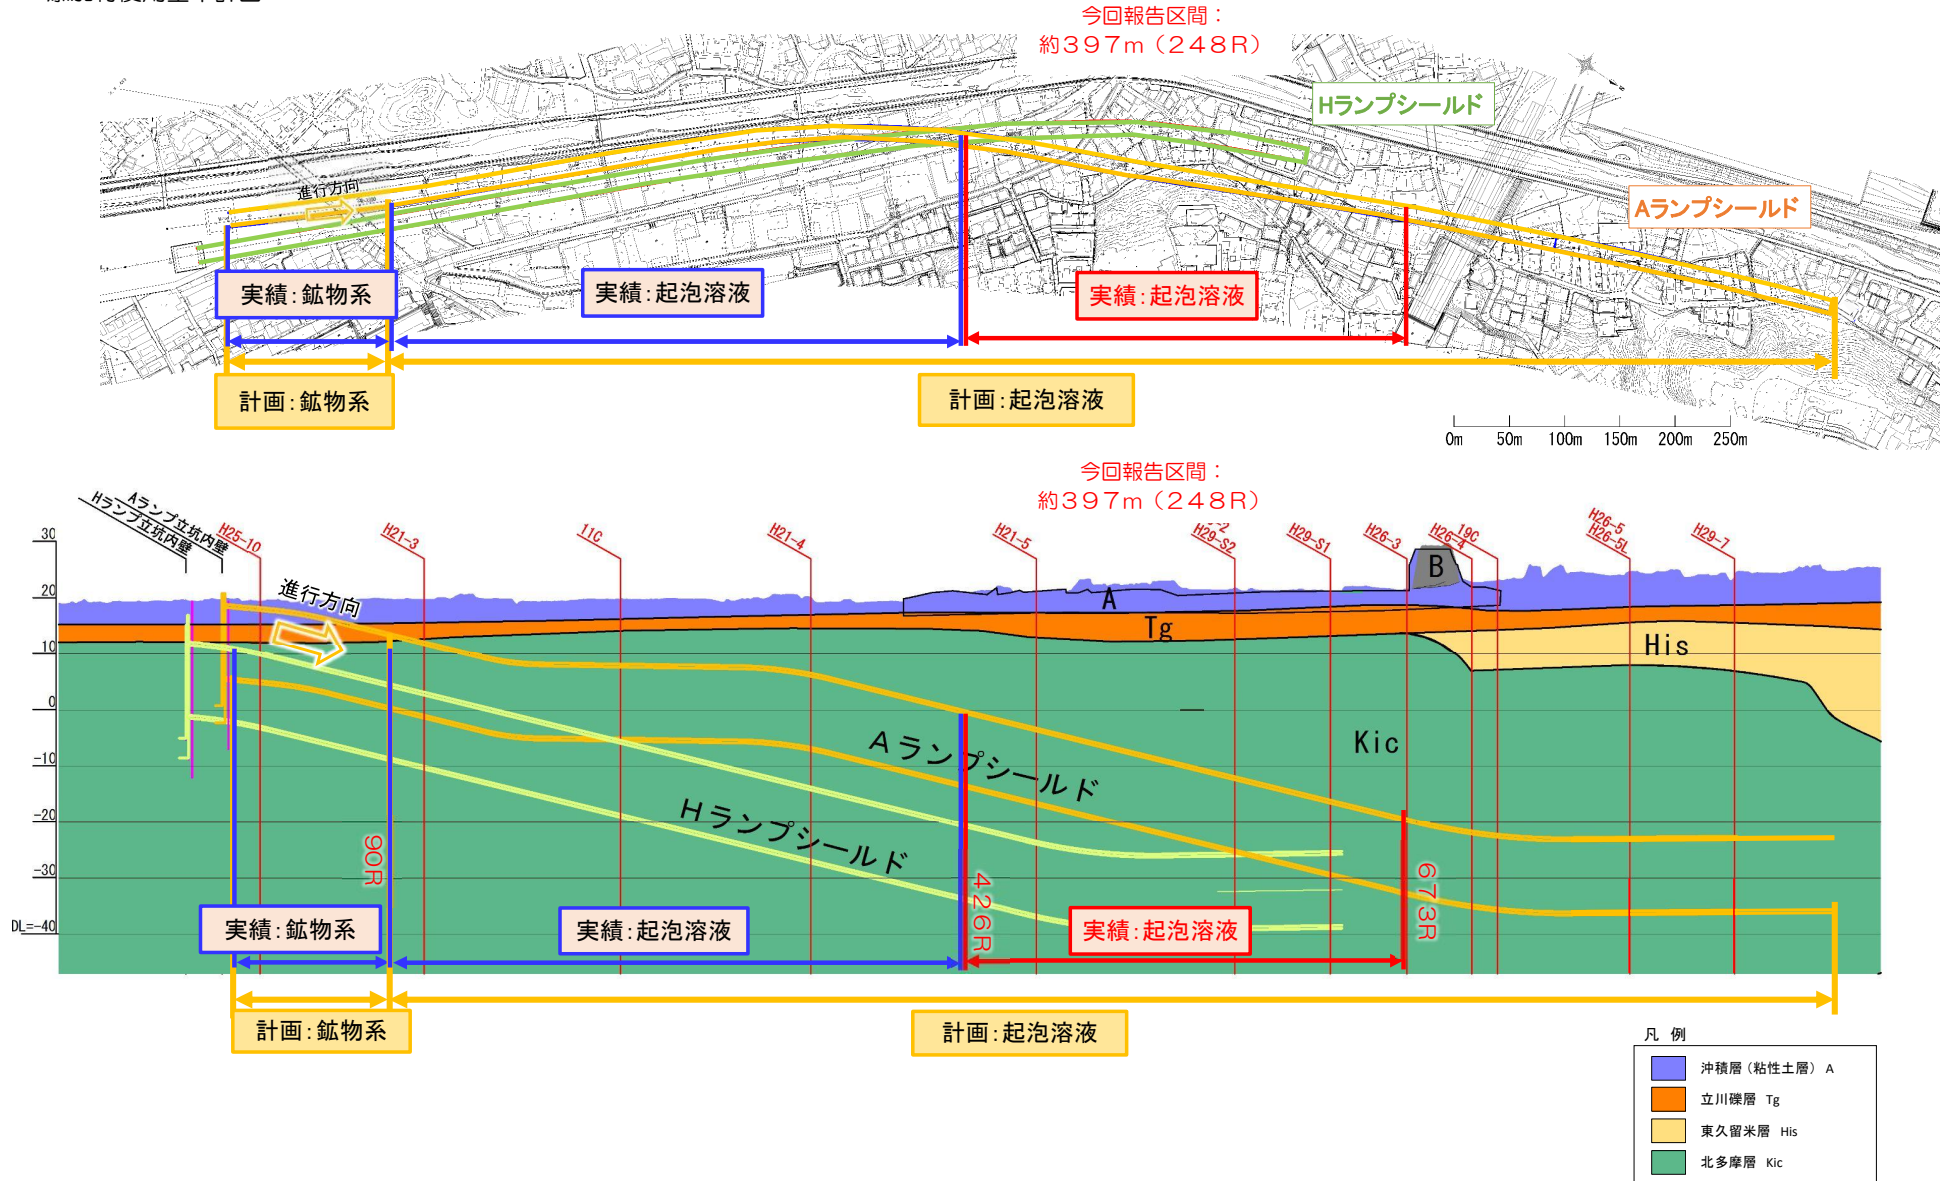 今回報告区間：
約397m（248R）
Hランプシールド
Aランプシールド
進行方向
実績：鉱物系
実績：起泡溶液
実績：起泡溶液
計画：鉱物系
計画：起泡溶液
0m 50m 100m 150m 200m 250m
今回報告区間：
約397m（248R）
Hランプ立坑内壁
Aランプ立坑内壁
H25-10
H21-3
11C
H21-4
H21-5
H29-S2
H29-S1
H26-3
H26-4
19C
H26-5
H26-5L
H29-7
30
20
10
0
-10
-20
-30
DL=-40
進行方向
A
B
Tg
His
Kic
Aランプシールド
Hランプシールド
90R
426R
673R
実績：鉱物系
実績：起泡溶液
実績：起泡溶液
計画：鉱物系
計画：起泡溶液
凡 例
沖積層（粘性土層） A
立川礫層 Tg
東久留米層 His
北多摩層 Kic